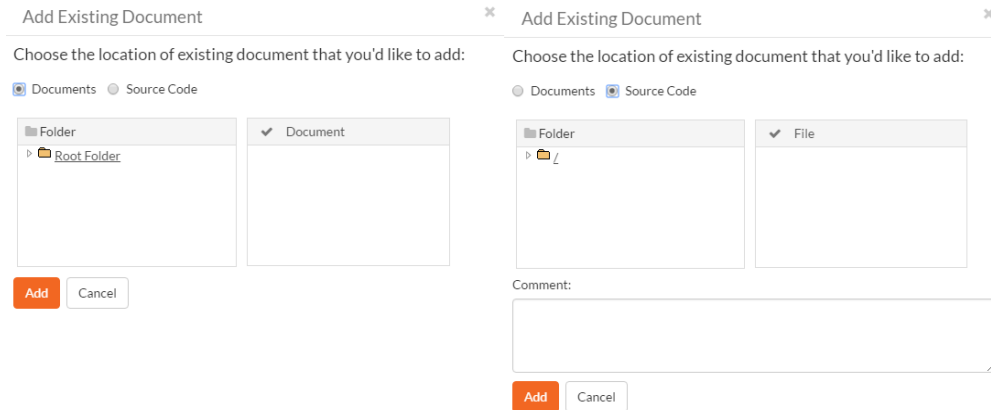 Add Existing Document
Choose the location of existing document that you'd like to add:
Documents Source Code
Folder
Document
Root Folder
Add Cancel
Add Existing Document
Choose the location of existing document that you'd like to add:
Documents Source Code
Folder
File
/
Comment:
Add Cancel